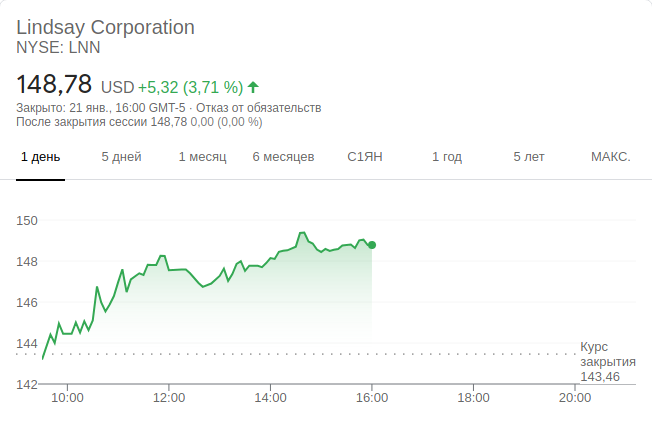 Lindsay Corporation
NYSE: LNN
148,78 USD +5,32 (3,71 %)
Закрыто: 21 янв., 16:00 GMT-5 · Отказ от обязательств
После закрытия сессии 148,78 0,00 (0,00 %)
1 день 5 дней 1 месяц 6 месяцев С1ЯН 1 год 5 лет МАКС.
150
148
146
144
Курс
закрытия
143,46
142
10:00 12:00 14:00 16:00 18:00 20:00